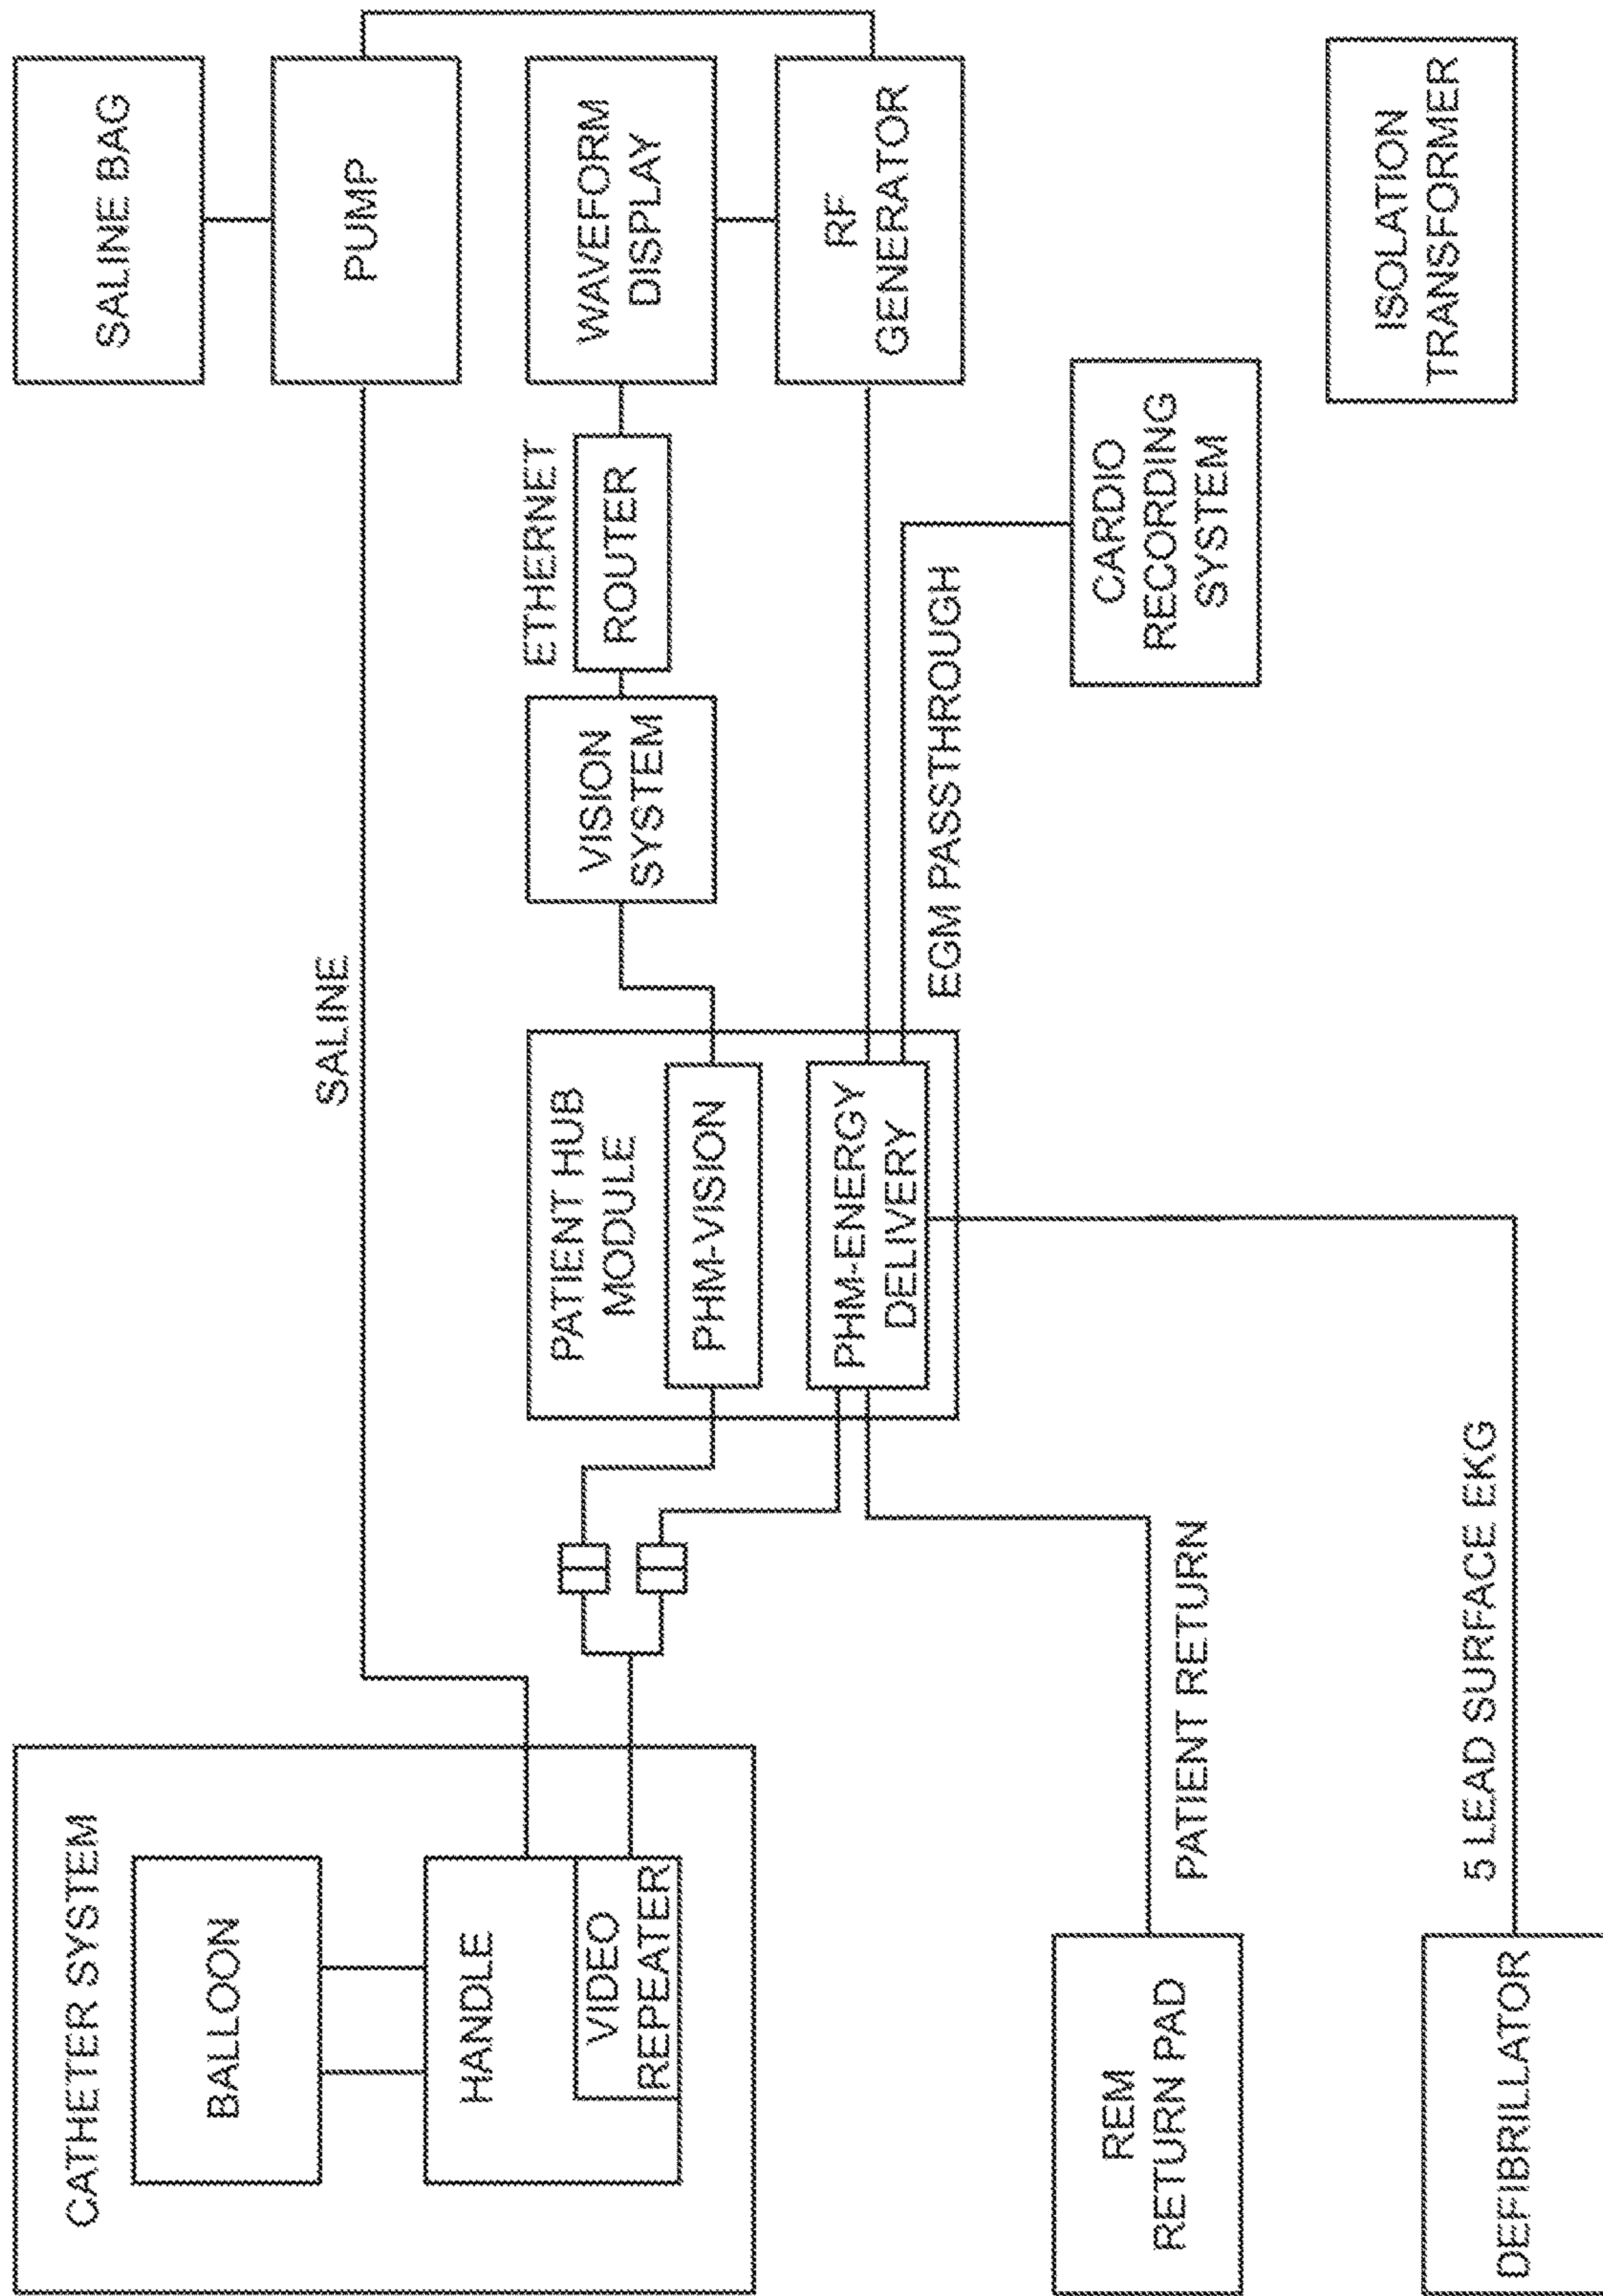 CATHETER SYSTEM
BALLOON
HANDLE
VIDEO
REPEATER
SALINE
SALINE BAG
PUMP
PATIENT HUB
MODULE
PHM-VISION
PHM-ENERGY
DELIVERY
VISION
SYSTEM
ETHERNET
ROUTER
WAVEFORM
DISPLAY
RF
GENERATOR
EGM PASSTHROUGH
CARDIO
RECORDING
SYSTEM
ISOLATION
TRANSFORMER
REM
RETURN PAD
PATIENT RETURN
DEFIBRILLATOR
5 LEAD SURFACE EKG